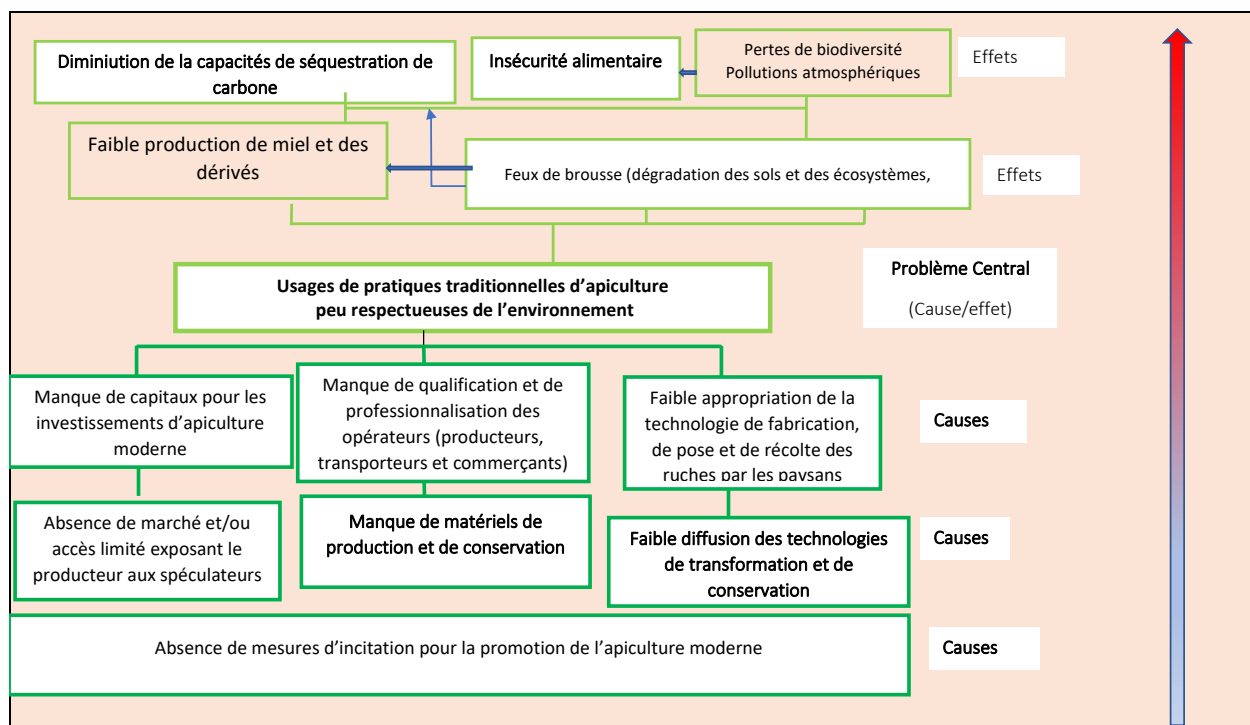 Diminiution de la capacités de séquestration de
carbone
Insécurité alimentaire
Pertes de biodiversité
Pollutions atmosphériques
Effets
Faible production de miel et des
dérivés
Feux de brousse (dégradation des sols et des écosystèmes,
Effets
Usages de pratiques traditionnelles d’apiculture
peu respectueuses de l’environnement
Problème Central
(Cause/effet)
Manque de capitaux pour les
investissements d’apiculture
moderne
Manque de qualification et de
professionnalisation des
opérateurs (producteurs,
transporteurs et commerçants)
Faible appropriation de la
technologie de fabrication,
de pose et de récolte des
ruches par les paysans
Causes
Absence de marché et/ou
accès limité exposant le
producteur aux spéculateurs
Manque de matériels de
production et de conservation
Faible diffusion des technologies
de transformation et de
conservation
Causes
Absence de mesures d’incitation pour la promotion de l’apiculture moderne
Causes